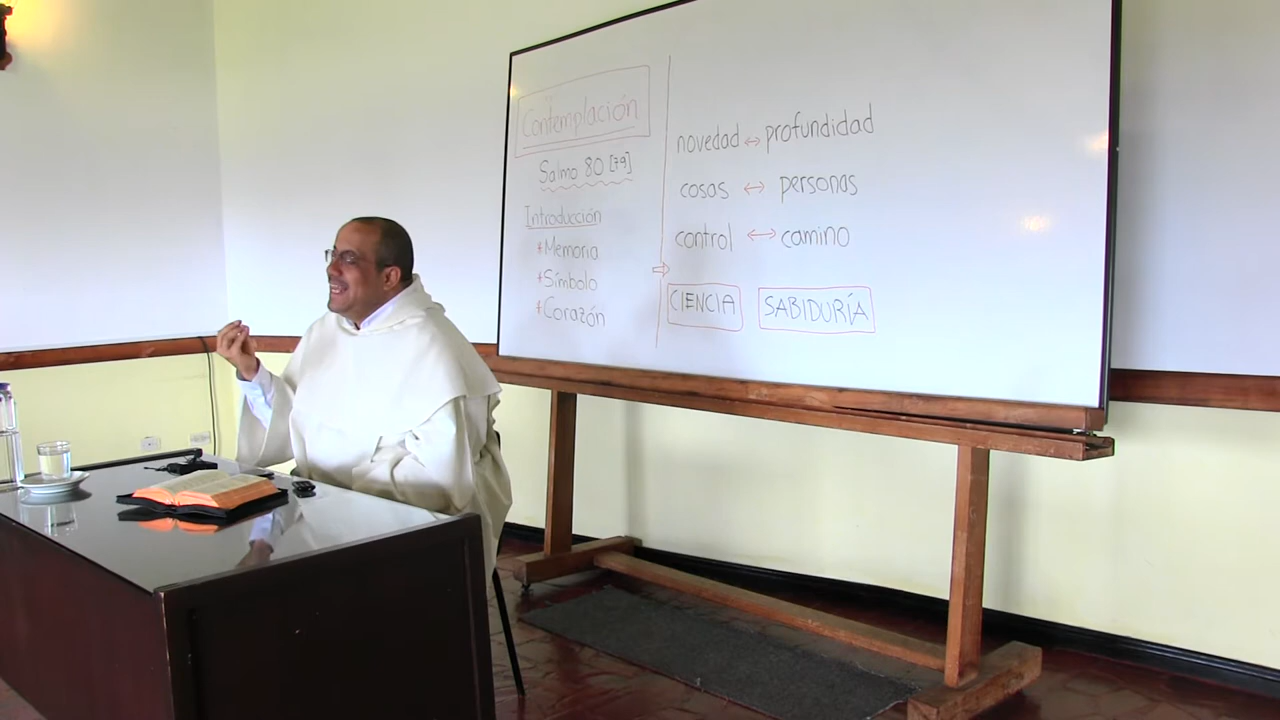 Contemplación
Salmo 80 [79]
Introducción
+Memoria
+Símbolo
+Corazón
novedad ↔ profundidad
cosas ↔ personas
control ↔ camino
⇨
CIENCIA SABIDURÍA